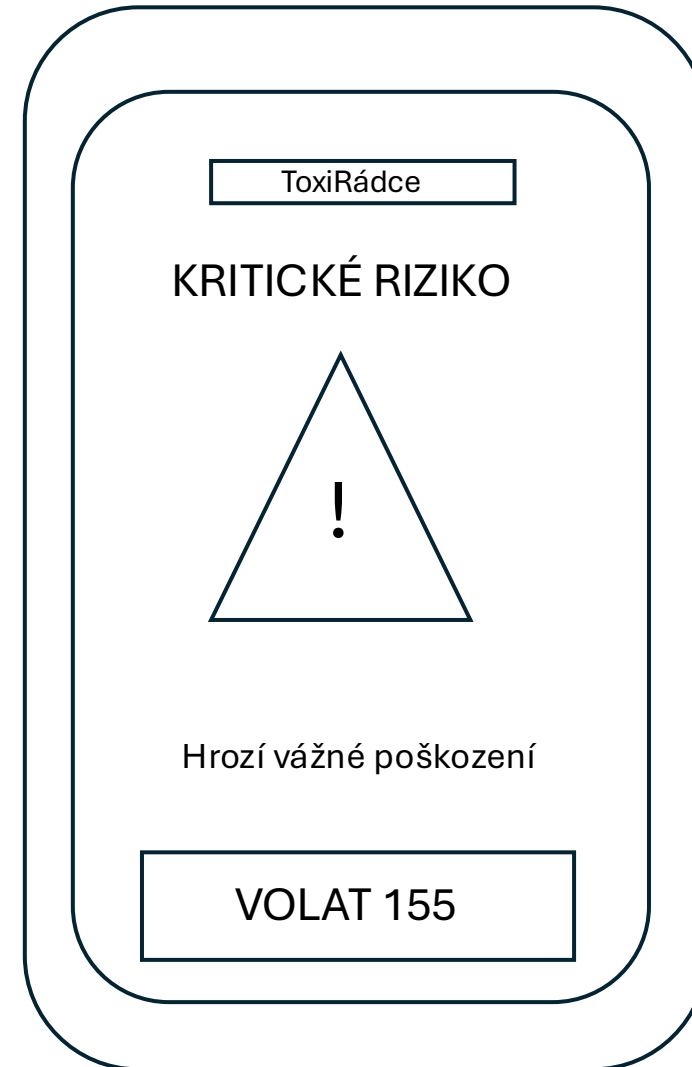 ToxiRádce
KRITICKÉ RIZIKO
!
Hrozí vážné poškození
VOLAT 155